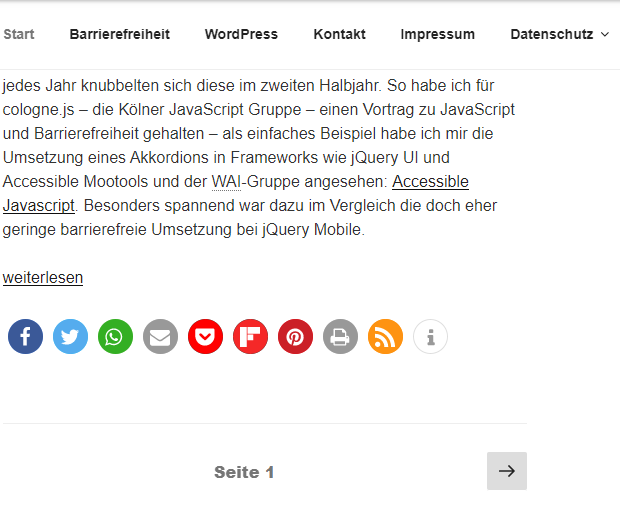 Start Barrierefreiheit WordPress Kontakt Impressum Datenschutz
jedes Jahr knubbelten sich diese im zweiten Halbjahr. So habe ich für
cologne.js – die Kölner JavaScript Gruppe – einen Vortrag zu JavaScript
und Barrierefreiheit gehalten – als einfaches Beispiel habe ich mir die
Umsetzung eines Akkordions in Frameworks wie jQuery UI und
Accessible Mootools und der WAI-Gruppe angesehen: Accessible
Javascript. Besonders spannend war dazu im Vergleich die doch eher
geringe barrierefreie Umsetzung bei jQuery Mobile.
weiterlesen
Seite 1